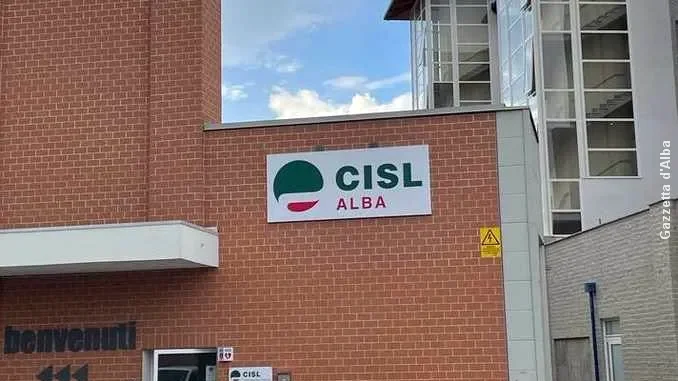 CISL
ALBA
benvenuti
CISL
Gazzetta d'Alba